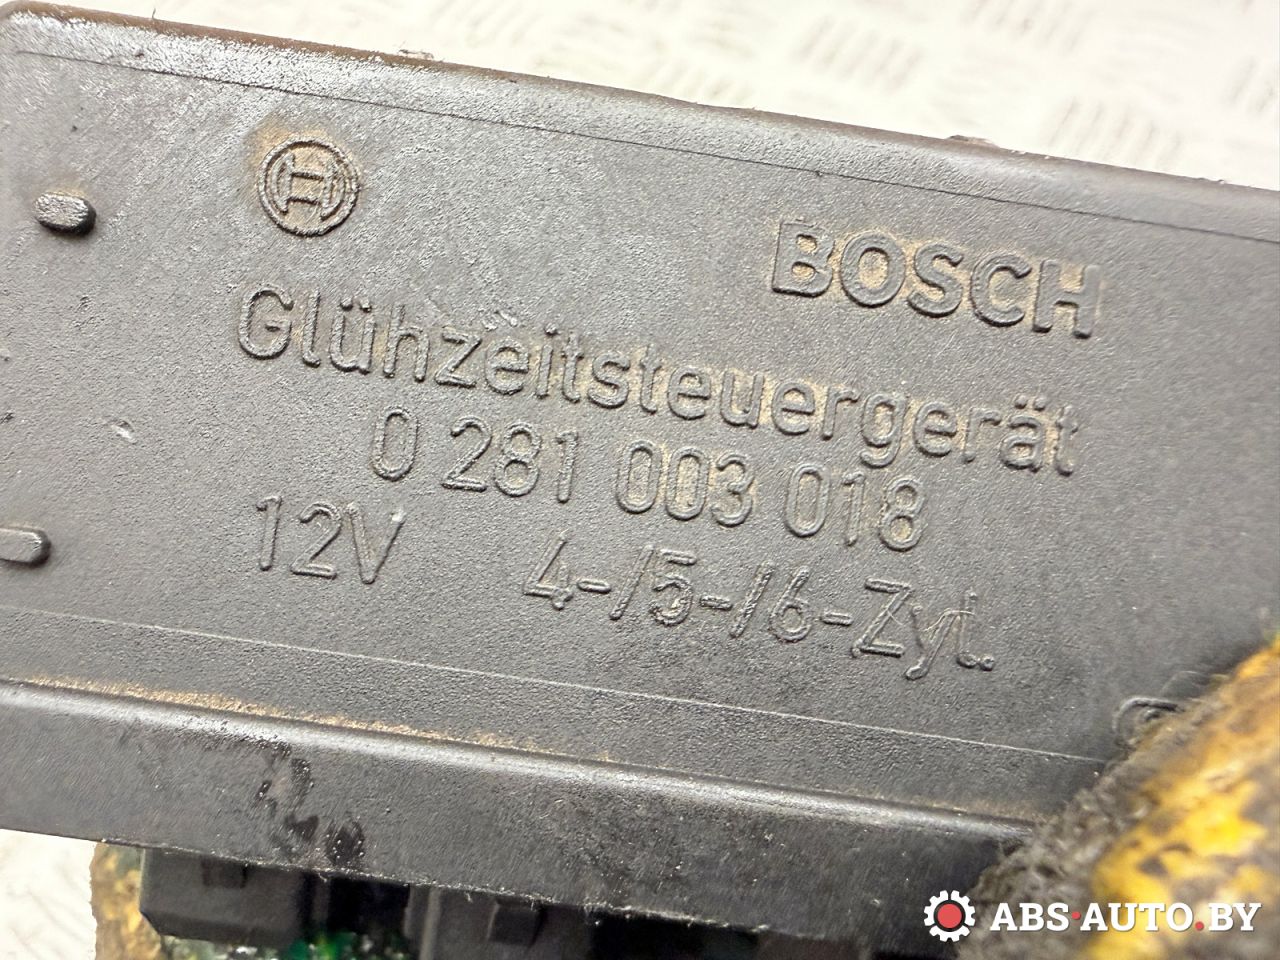 BOSCH
Glühzeitsteuergerät
0 281 003 018
12V 4-/5-/6-Zyl.
ABS·AUTO.BY